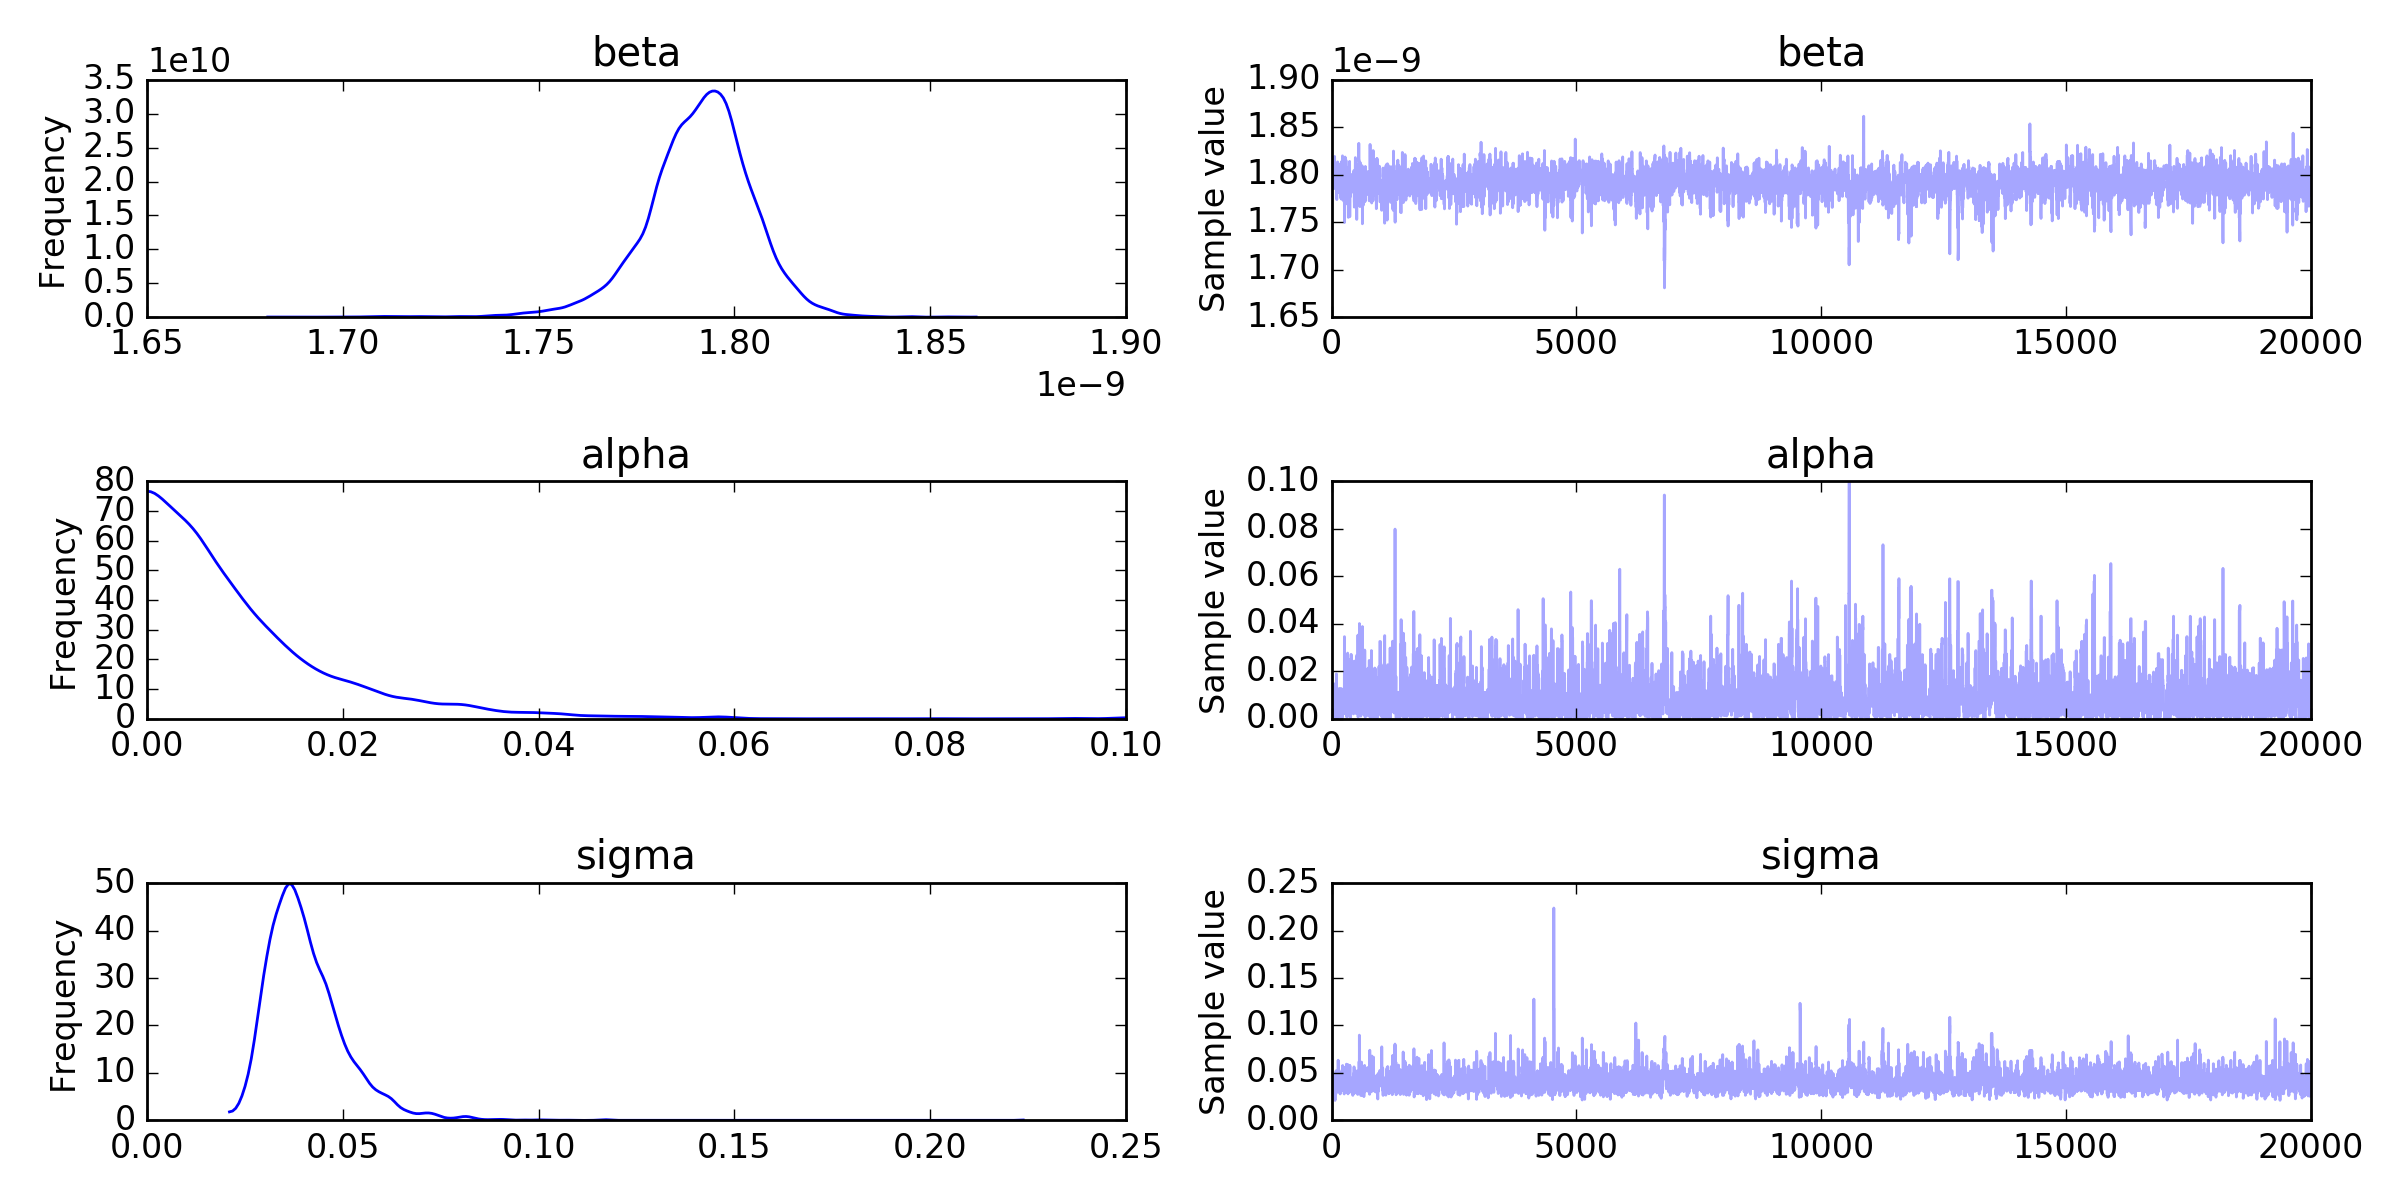 beta
1e10
3.5
3.0
2.5
2.0
1.5
1.0
0.5
0.0
Frequency
1.65 1.70 1.75 1.80 1.85 1.90
1e−9
beta
1e−9
1.90
1.85
1.80
1.75
1.70
1.65
Sample value
0 5000 10000 15000 20000
alpha
80
70
60
50
40
30
20
10
0
Frequency
0.00 0.02 0.04 0.06 0.08 0.10
alpha
0.10
0.08
0.06
0.04
0.02
0.00
Sample value
0 5000 10000 15000 20000
sigma
50
40
30
20
10
0
Frequency
0.00 0.05 0.10 0.15 0.20 0.25
sigma
0.25
0.20
0.15
0.10
0.05
0.00
Sample value
0 5000 10000 15000 20000